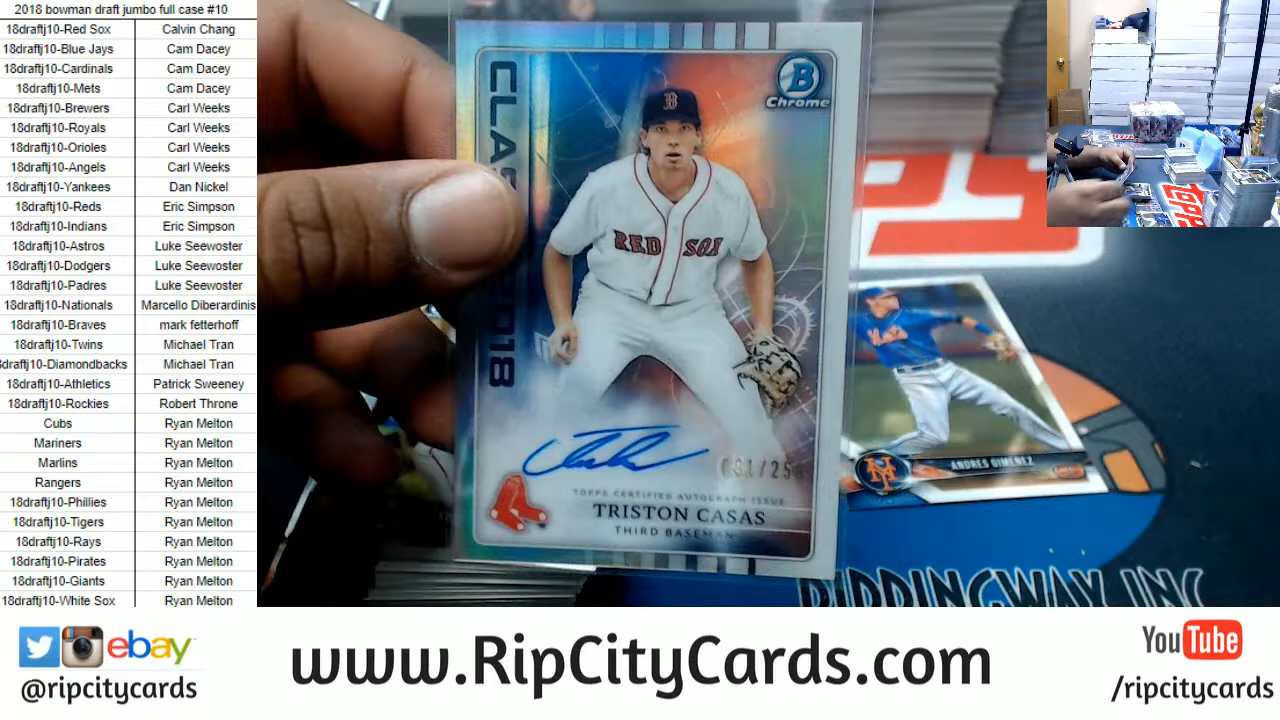 2018 bowman draft jumbo full case #10
18draftj10-Red Sox Calvin Chang
18draftj10-Blue Jays Cam Dacey
18draftj10-Cardinals Cam Dacey
18draftj10-Mets Cam Dacey
18draftj10-Brewers Carl Weeks
18draftj10-Royals Carl Weeks
18draftj10-Orioles Carl Weeks
18draftj10-Angels Carl Weeks
18draftj10-Yankees Dan Nickel
18draftj10-Reds Eric Simpson
18draftj10-Indians Eric Simpson
18draftj10-Astros Luke Seewoster
18draftj10-Dodgers Luke Seewoster
18draftj10-Padres Luke Seewoster
18draftj10-Nationals Marcello Diberardinis
18draftj10-Braves mark fetterhoff
18draftj10-Twins Michael Tran
8draftj10-Diamondbacks Michael Tran
18draftj10-Athletics Patrick Sweeney
18draftj10-Rockies Robert Throne
Cubs Ryan Melton
Mariners Ryan Melton
Marlins Ryan Melton
Rangers Ryan Melton
18draftj10-Phillies Ryan Melton
18draftj10-Tigers Ryan Melton
18draftj10-Rays Ryan Melton
18draftj10-Pirates Ryan Melton
18draftj10-Giants Ryan Melton
18draftj10-White Sox Ryan Melton
B
Chrome
B
RED SOX
TOPPS CERTIFIED AUTOGRAPH ISSUE
TRISTON CASAS
THIRD BASEMAN
Mets
ANDRES GIMENEZ
RIPPINGWAY, INC
TOPPS
ebay
@ripcitycards
www.RipCityCards.com
YouTube
/ripcitycards